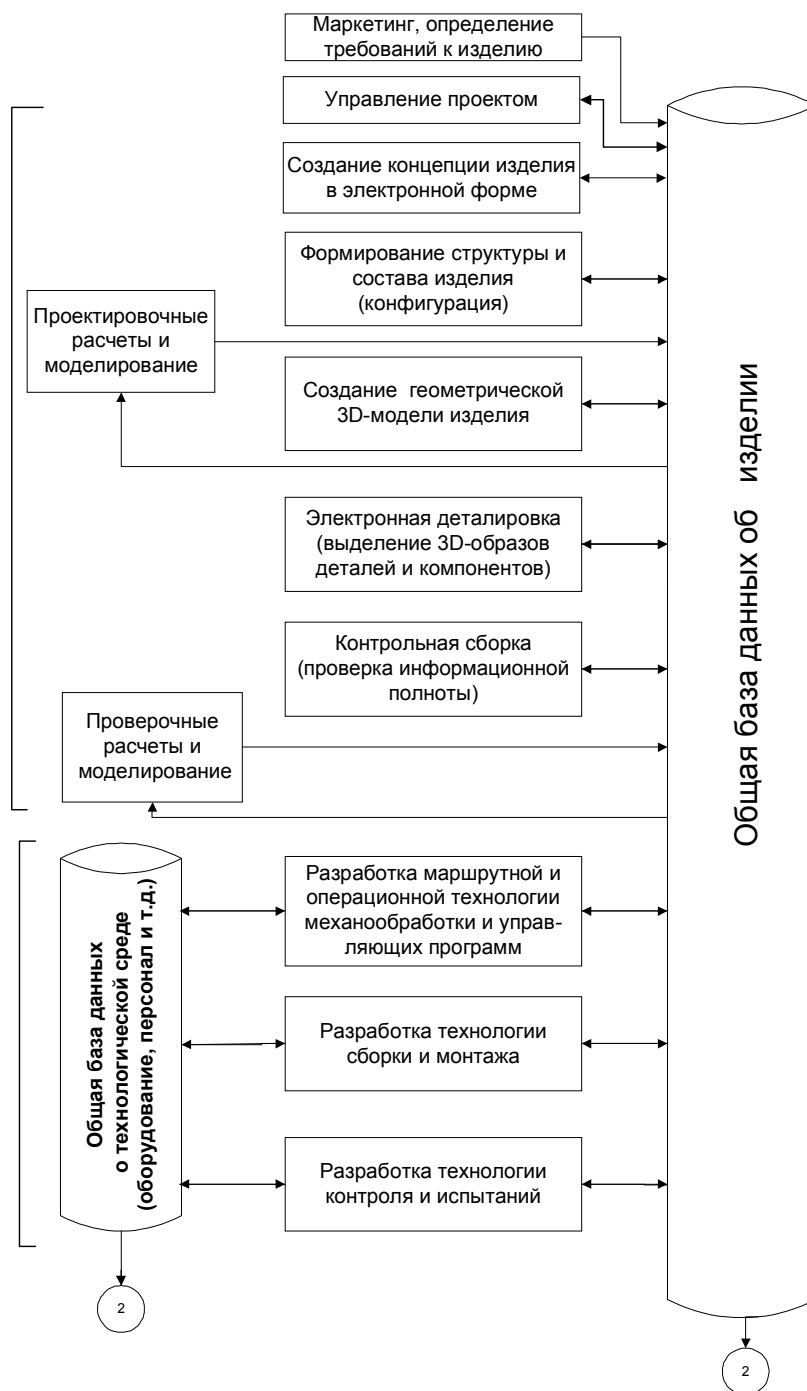 Маркетинг, определение
требований к изделию
Управление проектом
Создание концепции изделия
в электронной форме
Формирование структуры и
состава изделия
(конфигурация)
Проектировочные
расчеты и
моделирование
Создание геометрической
3D-модели изделия
Электронная деталировка
(выделение 3D-образов
деталей и компонентов)
Контрольная сборка
(проверка информационной
полноты)
Проверочные
расчеты и
моделирование
Общая база данных об изделии
Разработка маршрутной и
операционной технологии
механообработки и управ-
ляющих программ
Общая база данных
о технологической среде
(оборудование, персонал и т.д.)
Разработка технологии
сборки и монтажа
Разработка технологии
контроля и испытаний
2
2